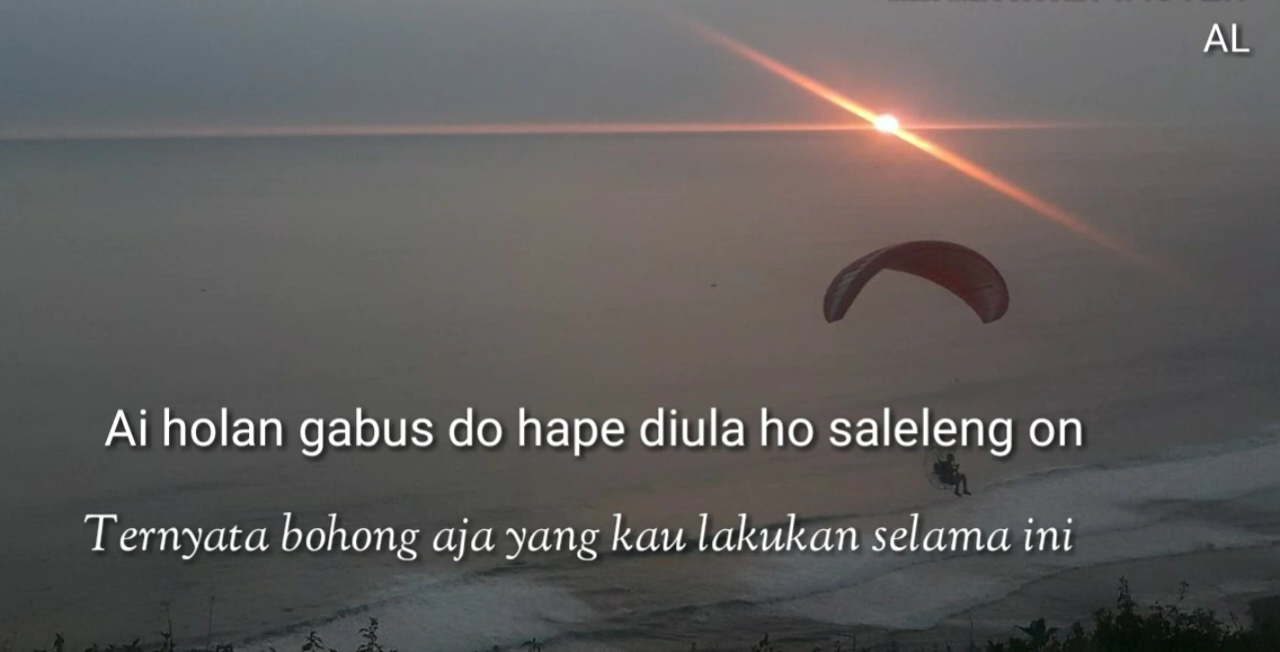 AL
Ai holan gabus do hape diula ho saleleng on
Ternyata bohong aja yang kau lakukan selama ini